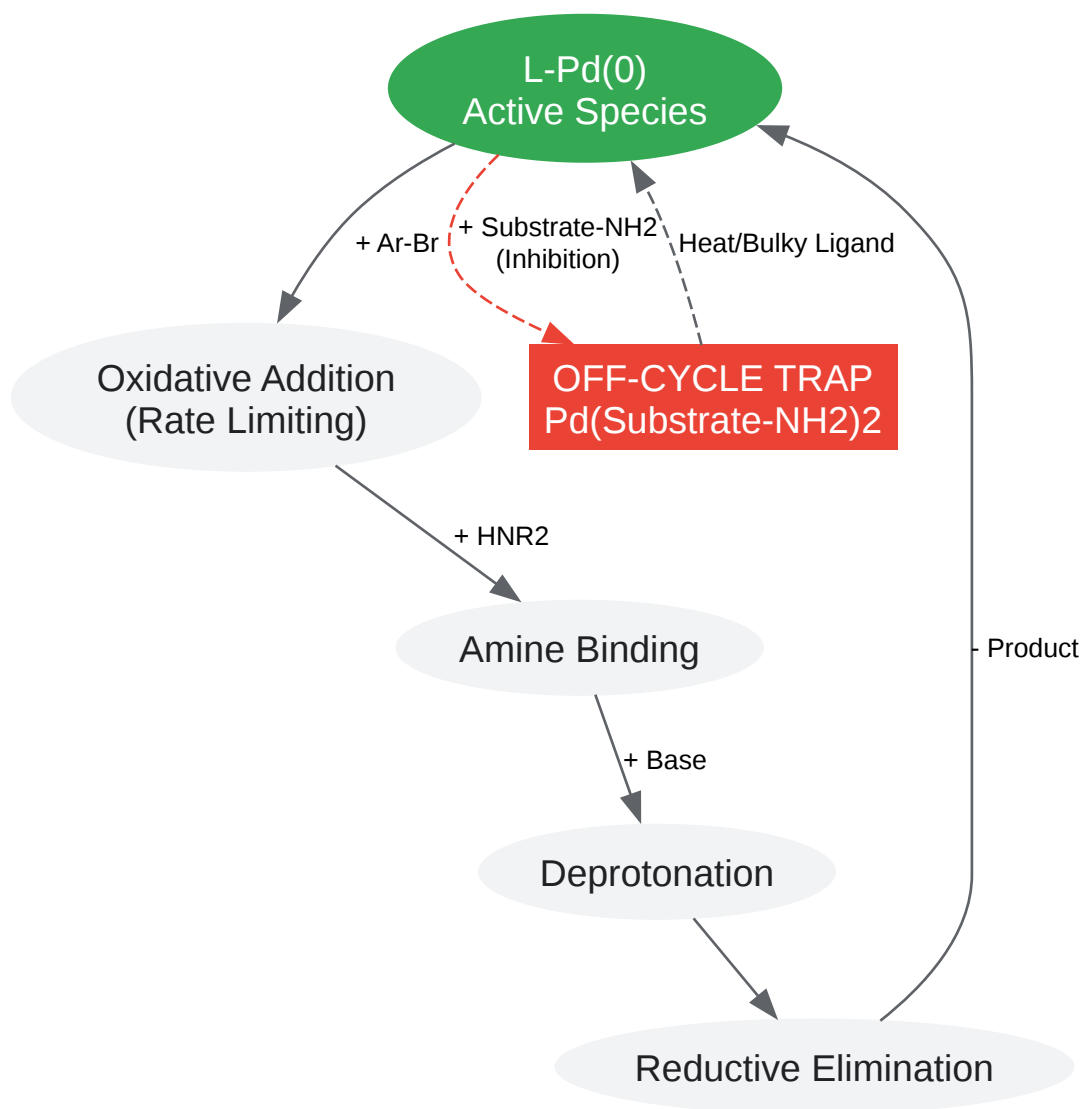 L-Pd(0)
Active Species
+ Ar-Br
+ Substrate-NH2
(Inhibition)
Heat/Bulky Ligand
Oxidative Addition
(Rate Limiting)
OFF-CYCLE TRAP
Pd(Substrate-NH2)2
+ HNR2
Amine Binding
- Product
+ Base
Deprotonation
Reductive Elimination